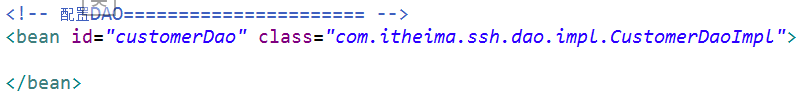 <!-- 配置DAO====================== -->
<bean id="customerDao" class="com.itheima.ssh.dao.impl.CustomerDaoImpl">
</bean>